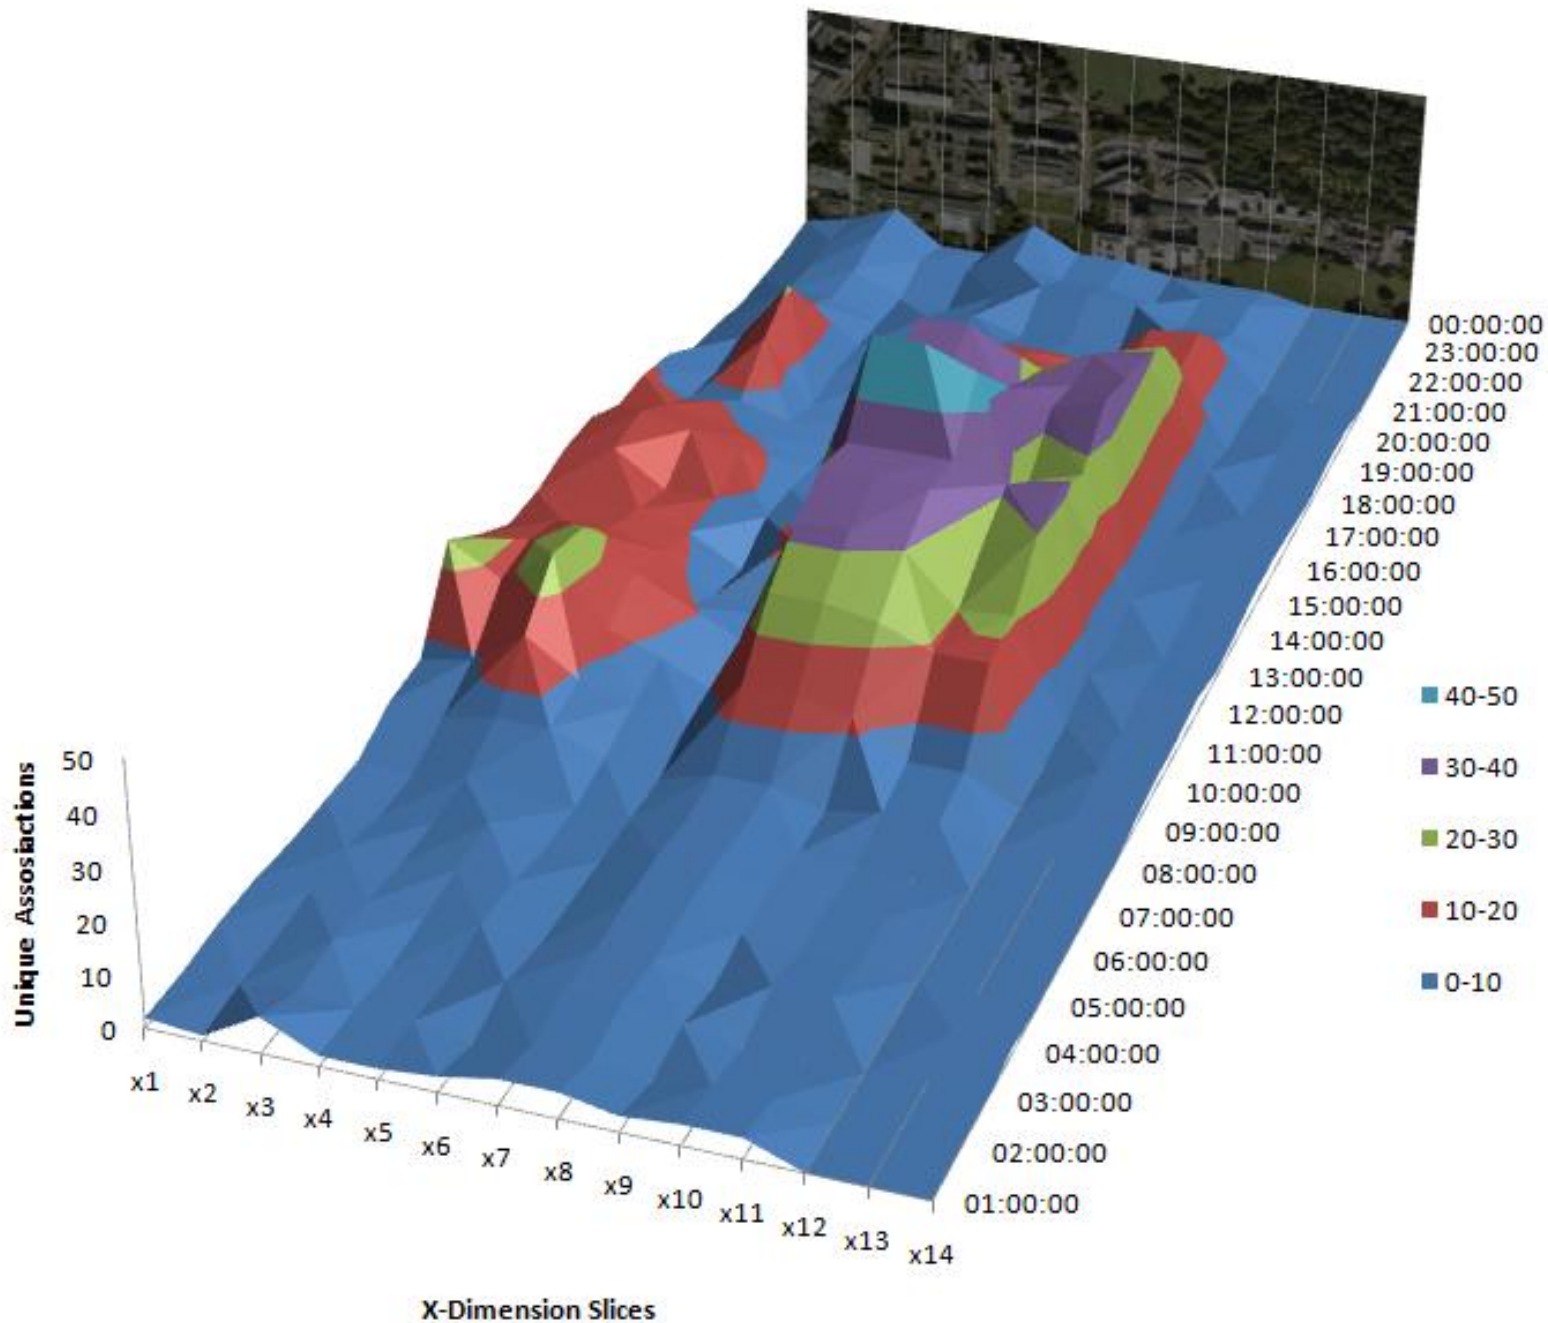 00:00:00
23:00:00
22:00:00
21:00:00
20:00:00
19:00:00
18:00:00
17:00:00
16:00:00
15:00:00
14:00:00
13:00:00
12:00:00
11:00:00
10:00:00
09:00:00
08:00:00
07:00:00
06:00:00
05:00:00
04:00:00
03:00:00
02:00:00
01:00:00
40-50
30-40
20-30
10-20
0-10
Unique Assosiactions
50
40
30
20
10
0
x1
x2
x3
x4
x5
x6
x7
x8
x9
x10
x11
x12
x13
x14
X-Dimension Slices